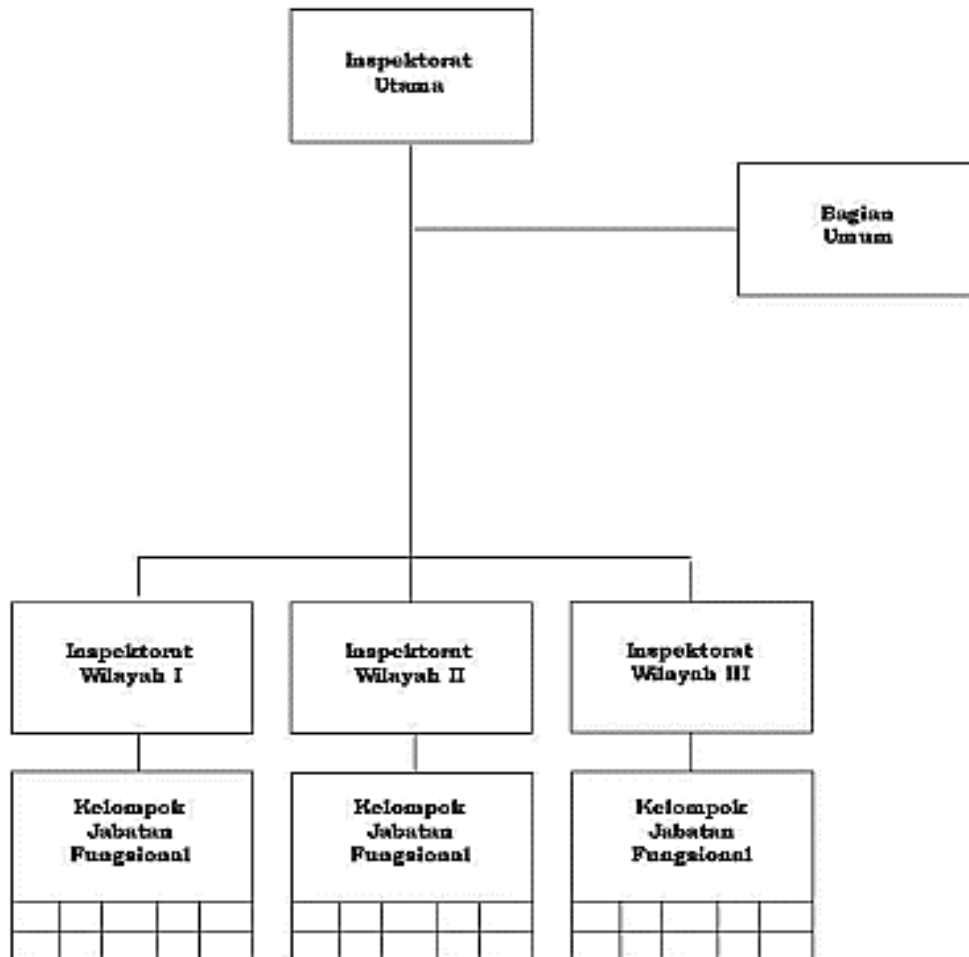 Inspektorat
Utama
Bagian
Umum
Inspektorat
Wilayah I
Inspektorat
Wilayah II
Inspektorat
Wilayah III
Kelompok
Jabatan
Fungsional
Kelompok
Jabatan
Fungsional
Kelompok
Jabatan
Fungsional